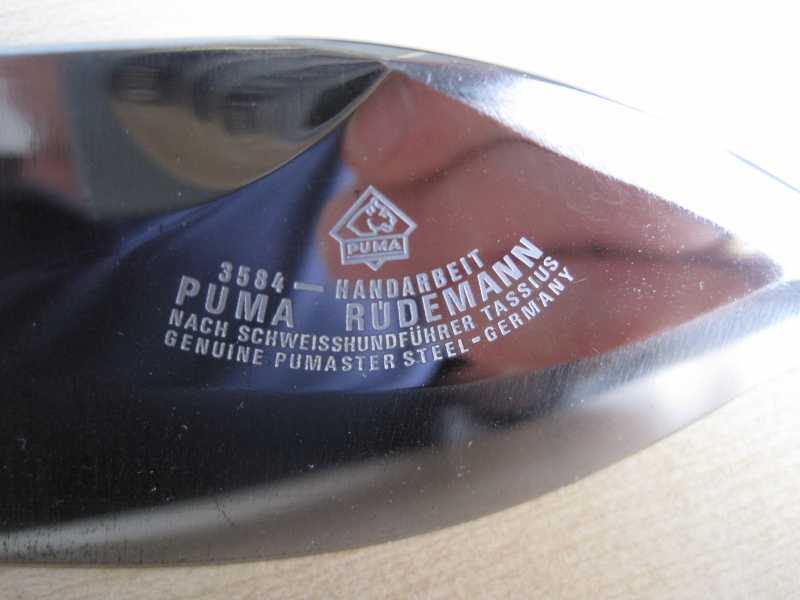 PUMA
3584 — HANDARBEIT
PUMA RÜDEMANN
NACH SCHWEISSHUNDFÜHRER TASSIUS
GENUINE PUMASTER STEEL-GERMANY